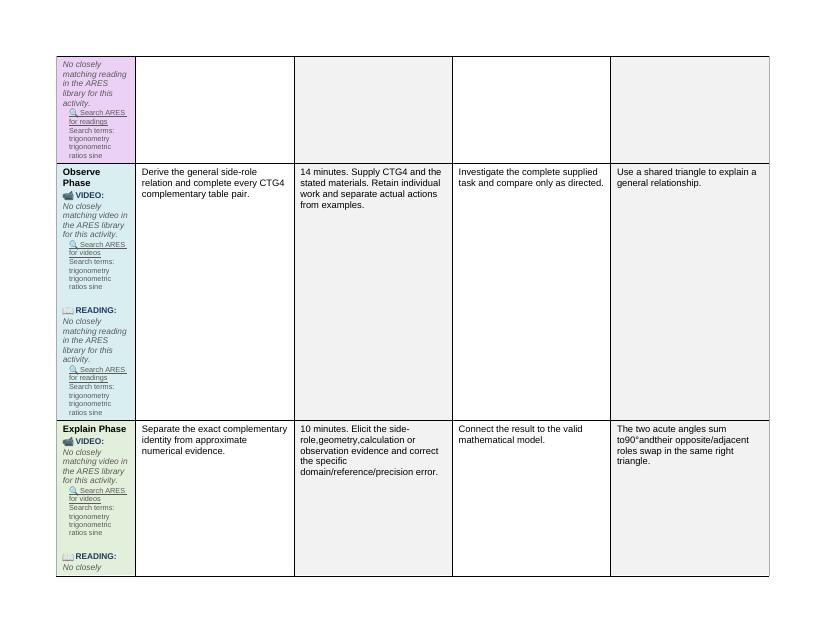 No closely
matching reading
in the ARES
library for this
activity.
🔍 Search ARES
for readings
Search terms:
trigonometry
trigonometric
ratios sine
Observe
Phase
📹 VIDEO:
No closely
matching video in
the ARES library
for this activity.
🔍 Search ARES
for videos
Search terms:
trigonometry
trigonometric
ratios sine
📖 READING:
No closely
matching reading
in the ARES
library for this
activity.
🔍 Search ARES
for readings
Search terms:
trigonometry
trigonometric
ratios sine
Derive the general side-role
relation and complete every CTG4
complementary table pair.
14 minutes. Supply CTG4 and the
stated materials. Retain individual
work and separate actual actions
from examples.
Investigate the complete supplied
task and compare only as directed.
Use a shared triangle to explain a
general relationship.
Explain Phase
📹 VIDEO:
No closely
matching video in
the ARES library
for this activity.
🔍 Search ARES
for videos
Search terms:
trigonometry
trigonometric
ratios sine
📖 READING:
No closely
Separate the exact complementary
identity from approximate
numerical evidence.
10 minutes. Elicit the side-
role,geometry,calculation or
observation evidence and correct
the specific
domain/reference/precision error.
Connect the result to the valid
mathematical model.
The two acute angles sum
to90°andtheir opposite/adjacent
roles swap in the same right
triangle.